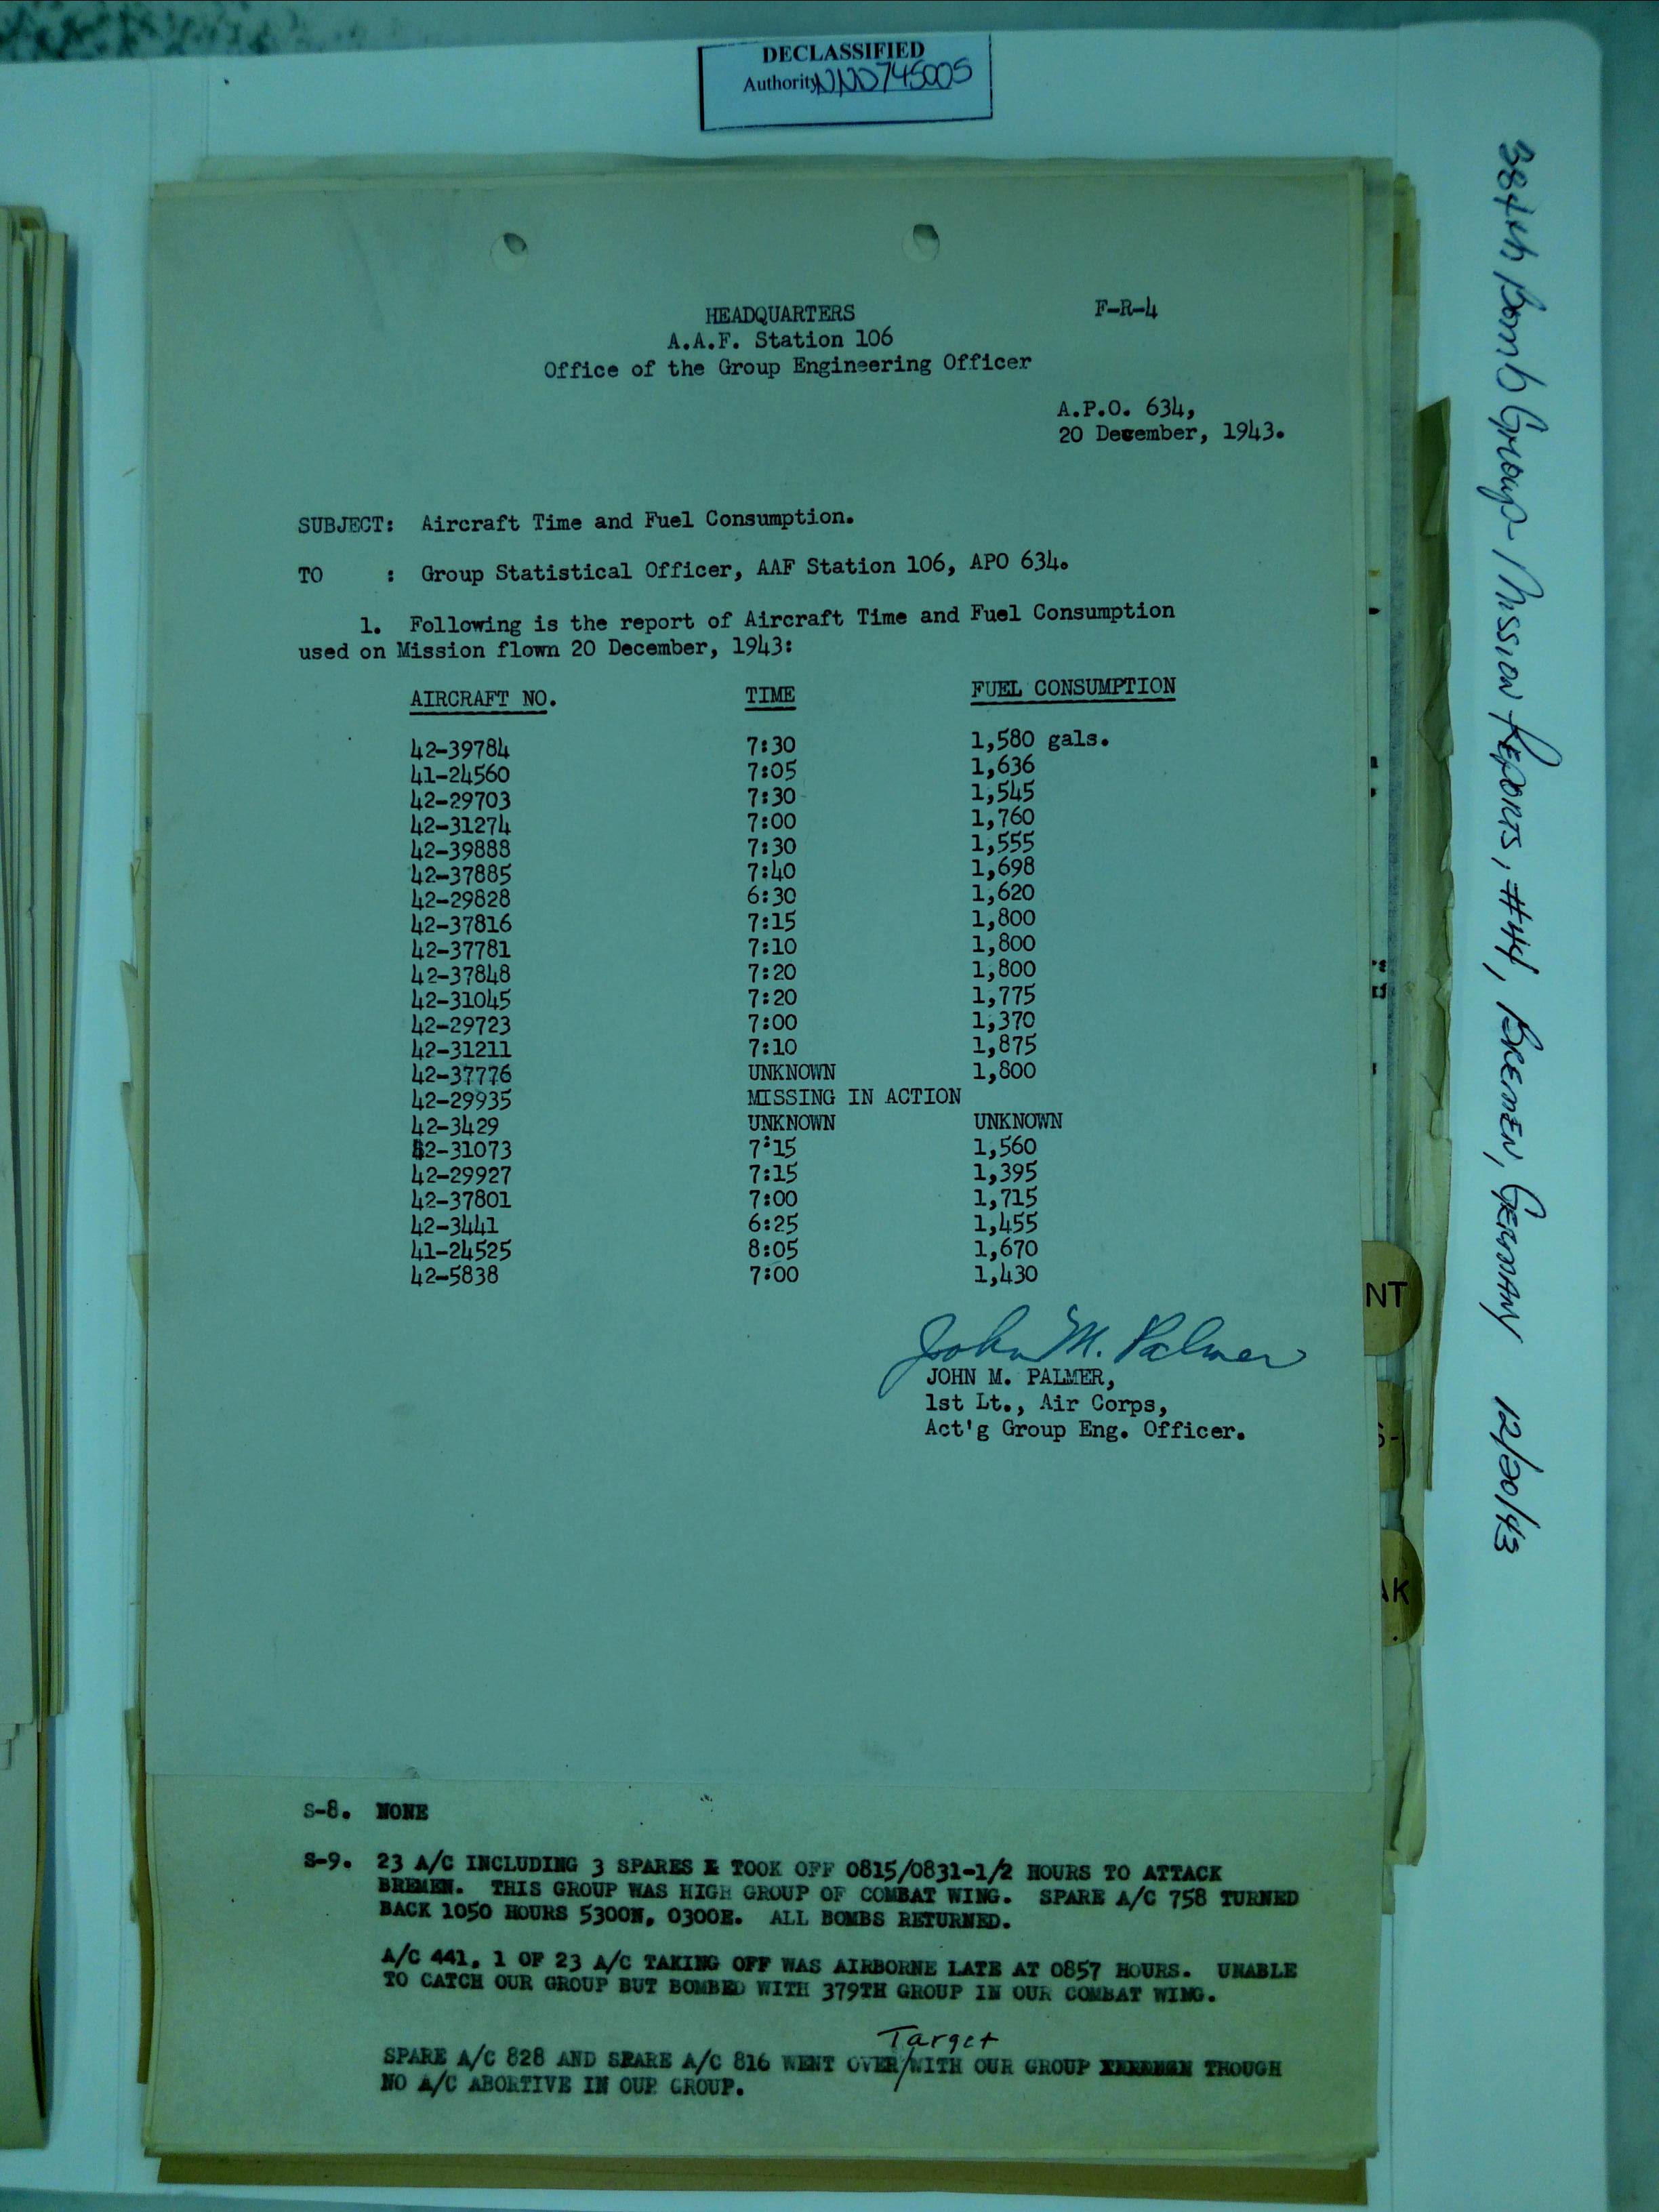 DECLASSIFIED
Authority NND745005
HEADQUARTERS F-R-4
A.A.F. Station 106
Office of the Group Engineering Officer
A.P.O. 634,
20 December, 1943.
SUBJECT: Aircraft Time and Fuel Consumption.
TO : Group Statistical Officer, AAF Station 106, APO 634.
1. Following is the report of Aircraft Time and Fuel Consumption
used on Mission flown 20 December, 1943:
AIRCRAFT NO. TIME FUEL CONSUMPTION
42-39784 7:30 1,580 gals.
41-24560 7:05 1,636
42-29703 7:30 1,545
42-31274 7:00 1,760
42-39888 7:30 1,555
42-37885 7:40 1,698
42-29828 6:30 1,620
42-37816 7:15 1,800
42-37781 7:10 1,800
42-37848 7:20 1,800
42-31045 7:20 1,775
42-29723 7:00 1,370
42-31211 7:10 1,875
42-37776 UNKNOWN 1,800
42-29935 MISSING IN ACTION
42-3429 UNKNOWN UNKNOWN
42-31073 7:15 1,560
42-29927 7:15 1,395
42-37801 7:00 1,715
42-3441 6:25 1,455
41-24525 8:05 1,670
42-5838 7:00 1,430
John M. Palmer
JOHN M. PALMER,
1st Lt., Air Corps,
Act'g Group Eng. Officer.
S-8. NONE
S-9. 23 A/C INCLUDING 3 SPARES TOOK OFF 0815/0831-1/2 HOURS TO ATTACK
BREMEN. THIS GROUP WAS HIGH GROUP OF COMBAT WING. SPARE A/C 758 TURNED
BACK 1050 HOURS 5300N, 0300E. ALL BOMBS RETURNED.
A/C 441, 1 OF 23 A/C TAKING OFF WAS AIRBORNE LATE AT 0857 HOURS. UNABLE
TO CATCH OUR GROUP BUT BOMBED WITH 379TH GROUP IN OUR COMBAT WING.
Target
SPARE A/C 828 AND SPARE A/C 816 WENT OVER/WITH OUR GROUP THOUGH
NO A/C ABORTIVE IN OUR GROUP.
384th Bomb Group - Mission Reports, #44, BREMEN, GERMANY 12/20/43
NT
S-
AK